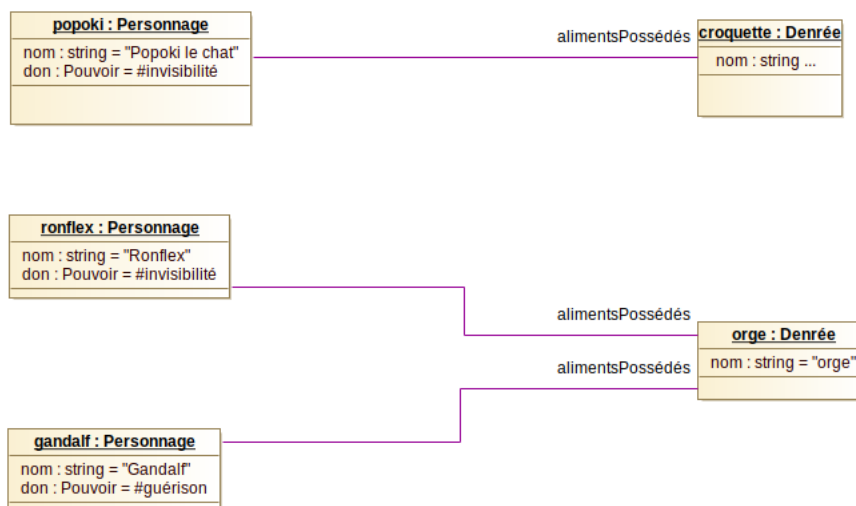 popoki : Personnage
nom : string = "Popoki le chat"
don : Pouvoir = #invisibilité
alimentsPossédés
croquette : Denrée
nom : string ...
ronflex : Personnage
nom : string = "Ronflex"
don : Pouvoir = #invisibilité
alimentsPossédés
alimentsPossédés
orge : Denrée
nom : string = "orge"
gandalf : Personnage
nom : string = "Gandalf"
don : Pouvoir = #guérison